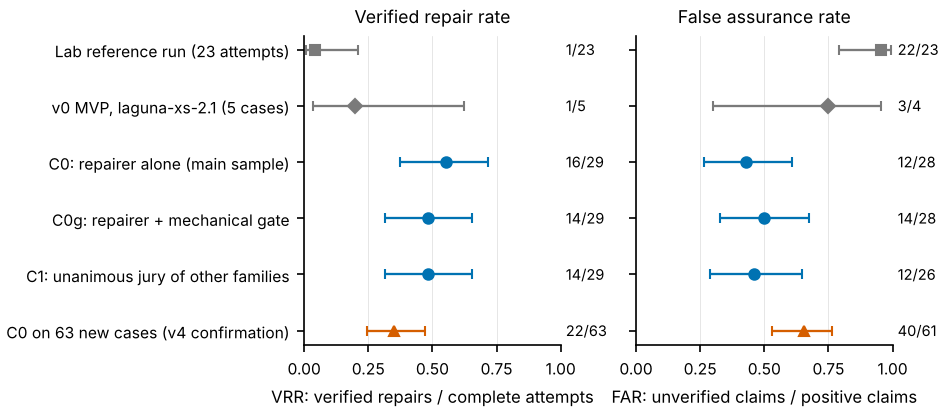 Verified repair rate
False assurance rate
Lab reference run (23 attempts)
1/23
22/23
v0 MVP, laguna-xs-2.1 (5 cases)
1/5
3/4
C0: repairer alone (main sample)
16/29
12/28
C0g: repairer + mechanical gate
14/29
14/28
C1: unanimous jury of other families
14/29
12/26
C0 on 63 new cases (v4 confirmation)
22/63
40/61
0.00 0.25 0.50 0.75 1.00
0.00 0.25 0.50 0.75 1.00
VRR: verified repairs / complete attempts
FAR: unverified claims / positive claims